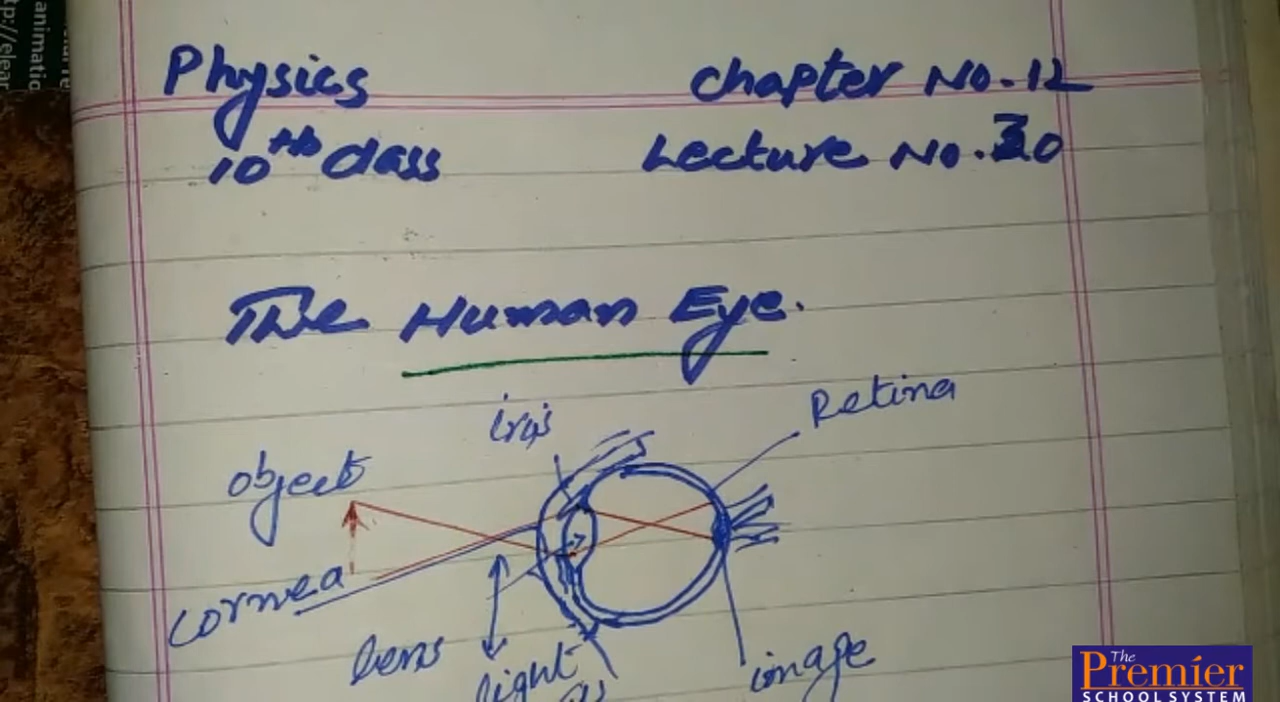 Physics
Chapter No. 12
10th class
Lecture No. 30
The Human Eye.
iris
Retina
object
cornea
lens
light
image
The
Premier
SCHOOL SYSTEM